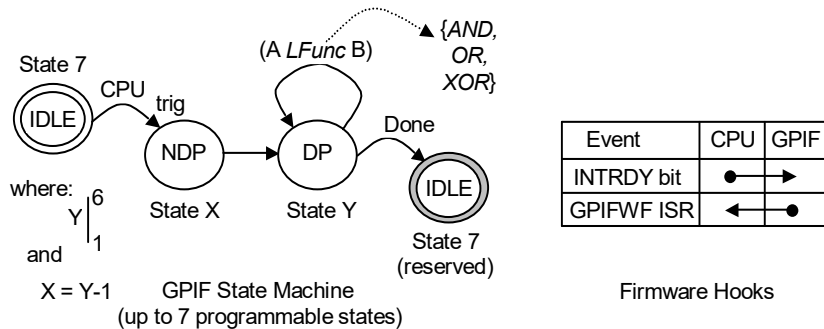 State 7
CPU
trig
IDLE
(A LFunc B)
{AND,
OR,
XOR}
NDP
DP
Done
IDLE
State X
State Y
State 7
(reserved)
where:
Y
6
1
and
X = Y-1
GPIF State Machine
(up to 7 programmable states)
Event CPU GPIF
INTRDY bit
GPIFWF ISR
Firmware Hooks